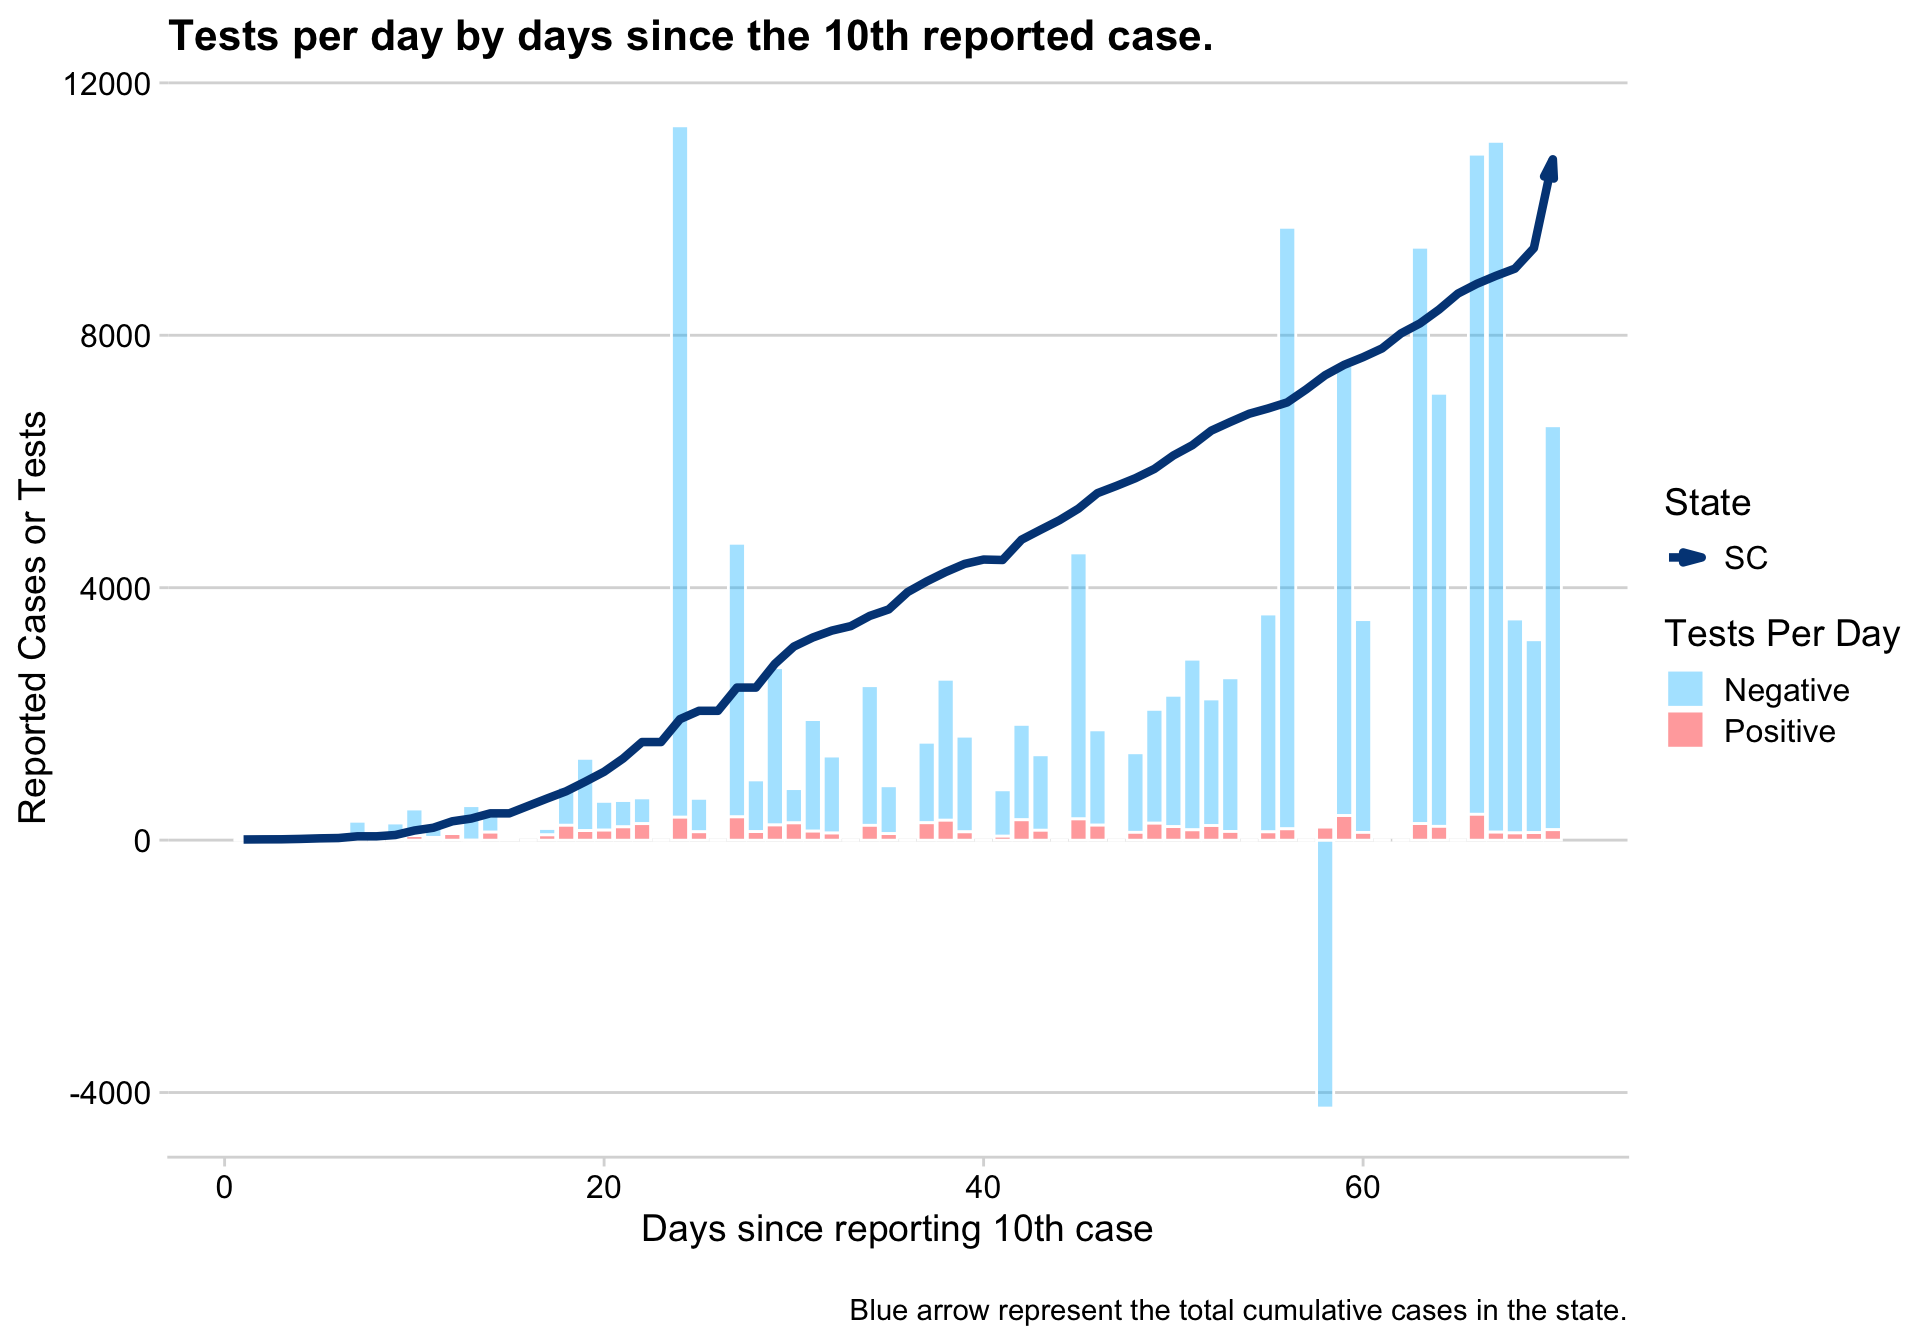 Tests per day by days since the 10th reported case.
12000
8000
4000
0
-4000
Reported Cases or Tests
0 20 40 60
Days since reporting 10th case
State
SC
Tests Per Day
Negative
Positive
Blue arrow represent the total cumulative cases in the state.